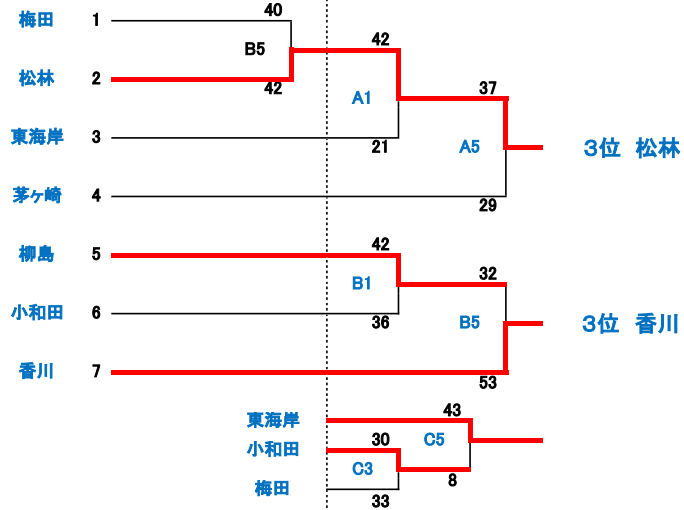 梅田 1 40
B5
松林 2 42
42
A1
東海岸 3 21
37
A5
３位 松林
茅ヶ崎 4 29
柳島 5 42
B1
小和田 6 36
32
B5
３位 香川
香川 7 53
東海岸 43
C5
小和田 30
C3
8
梅田 33